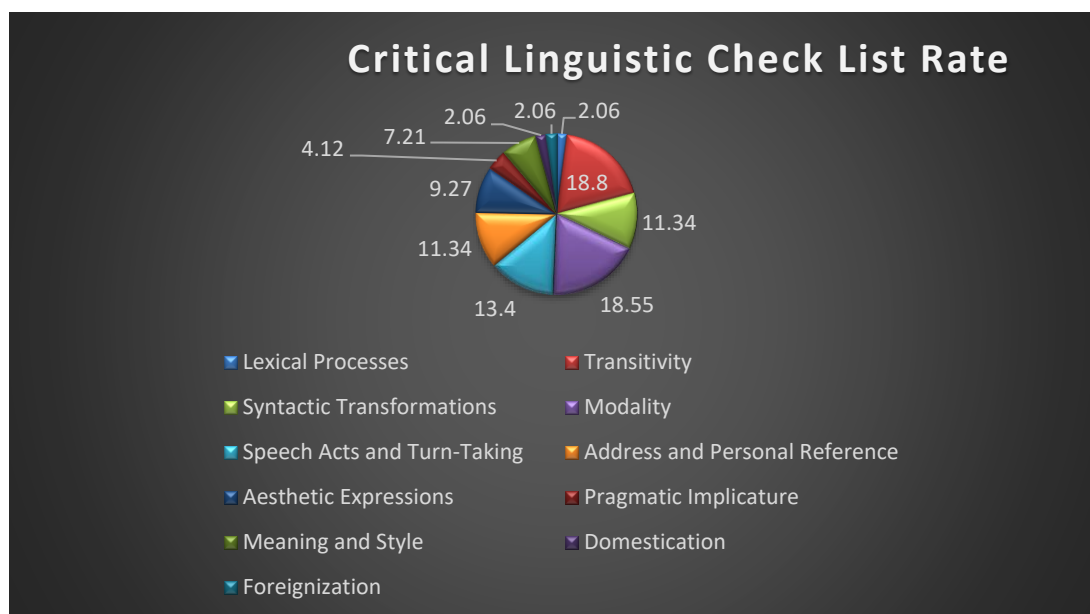 Critical Linguistic Check List Rate
2.06 2.06 2.06
7.21
4.12
18.8
9.27
11.34
11.34
18.55
13.4
Lexical Processes Transitivity
Syntactic Transformations Modality
Speech Acts and Turn-Taking Address and Personal Reference
Aesthetic Expressions Pragmatic Implicature
Meaning and Style Domestication
Foreignization